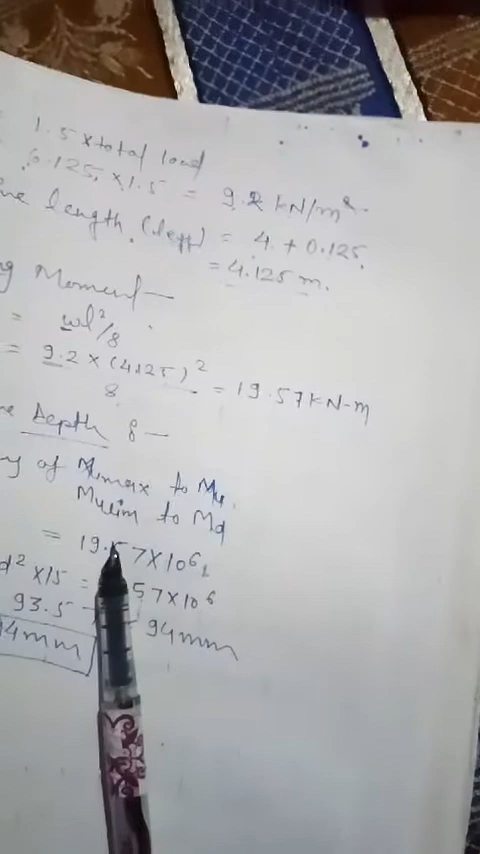 1.5 x total load
6.125 x 1.5 = 9.2 kN/m²
length (leff) = 4 + 0.125
= 4.125 m.
Moment —
= wl²/8
= 9.2 x (4.125)² / 8 = 19.57 kN-m
Depth :—
of Mumax to Mu
Mulim to Md
= 19.57 x 10⁶
d² x 15 = 57 x 10⁶
93.5 94mm
4mm